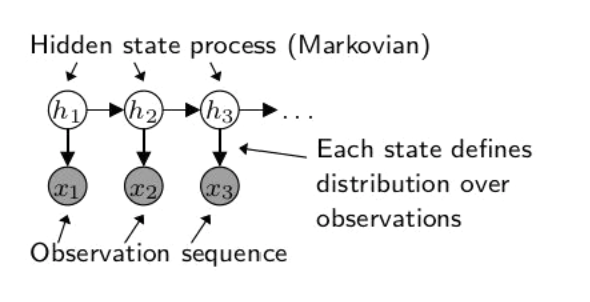 Hidden state process (Markovian)
h1 h2 h3 ...
Each state defines
distribution over
observations
x1 x2 x3
Observation sequence